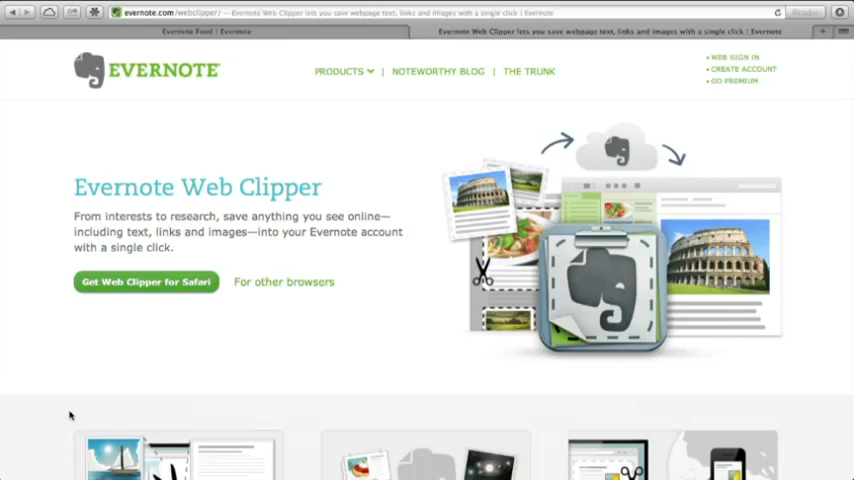 evernote.com/webclipper/ — Evernote Web Clipper lets you save webpage text, links and images with a single click | Evernote
Reader
Evernote Food | Evernote
Evernote Web Clipper lets you save webpage text, links and images with a single click | Evernote
EVERNOTE
PRODUCTS | NOTEWORTHY BLOG | THE TRUNK
• WEB SIGN IN
• CREATE ACCOUNT
• GO PREMIUM
Evernote Web Clipper
From interests to research, save anything you see online—
including text, links and images—into your Evernote account
with a single click.
Get Web Clipper for Safari
For other browsers